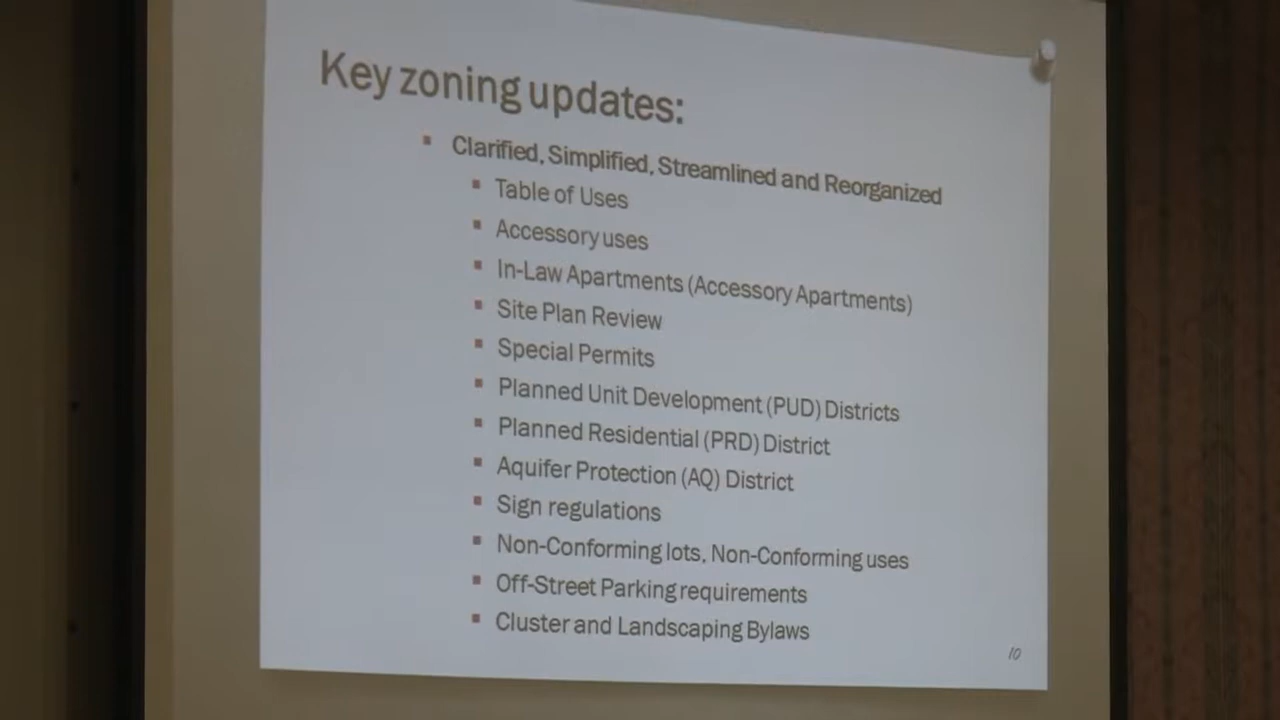 Key zoning updates:
Clarified, Simplified, Streamlined and Reorganized
Table of Uses
Accessory uses
In-Law Apartments (Accessory Apartments)
Site Plan Review
Special Permits
Planned Unit Development (PUD) Districts
Planned Residential (PRD) District
Aquifer Protection (AQ) District
Sign regulations
Non-Conforming lots, Non-Conforming uses
Off-Street Parking requirements
Cluster and Landscaping Bylaws
10